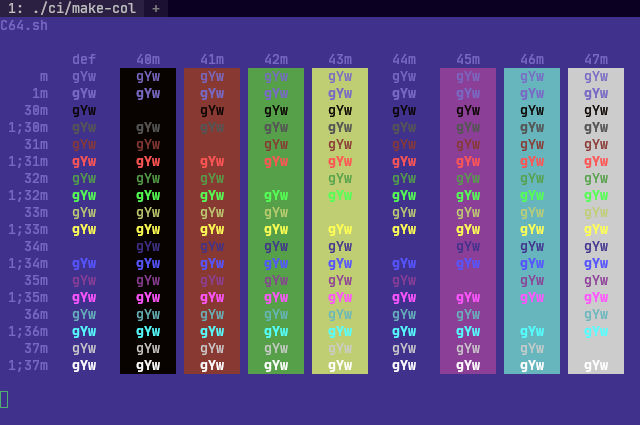 1: ./ci/make-col +
C64.sh
def 40m 41m 42m 43m 44m 45m 46m 47m
m gYw gYw gYw gYw gYw gYw gYw gYw gYw
1m gYw gYw gYw gYw gYw gYw gYw gYw gYw
30m gYw gYw gYw gYw gYw gYw gYw gYw gYw
1;30m gYw gYw gYw gYw gYw gYw gYw gYw gYw
31m gYw gYw gYw gYw gYw gYw gYw gYw
1;31m gYw gYw gYw gYw gYw gYw gYw gYw gYw
32m gYw gYw gYw gYw gYw gYw gYw gYw
1;32m gYw gYw gYw gYw gYw gYw gYw gYw gYw
33m gYw gYw gYw gYw gYw gYw gYw gYw gYw
1;33m gYw gYw gYw gYw gYw gYw gYw gYw gYw
34m gYw gYw gYw gYw gYw gYw gYw
1;34m gYw gYw gYw gYw gYw gYw gYw gYw gYw
35m gYw gYw gYw gYw gYw gYw gYw gYw
1;35m gYw gYw gYw gYw gYw gYw gYw gYw gYw
36m gYw gYw gYw gYw gYw gYw gYw gYw
1;36m gYw gYw gYw gYw gYw gYw gYw gYw gYw
37m gYw gYw gYw gYw gYw gYw gYw gYw gYw
1;37m gYw gYw gYw gYw gYw gYw gYw gYw gYw